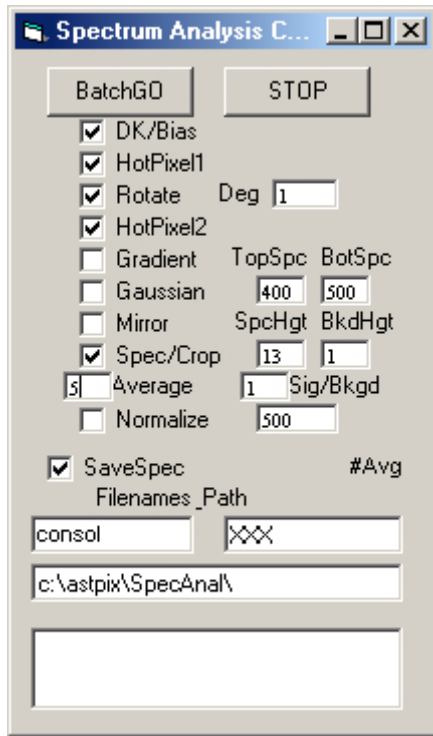 Spectrum Analysis C...
BatchGO STOP
DK/Bias
HotPixel1
Rotate Deg 1
HotPixel2
Gradient TopSpc BotSpc
Gaussian 400 500
Mirror SpcHgt BkdHgt
Spec/Crop 13 1
5 Average 1 Sig/Bkgd
Normalize 500
SaveSpec #Avg
Filenames_Path
consol XXX
c:\astpix\SpecAnal\